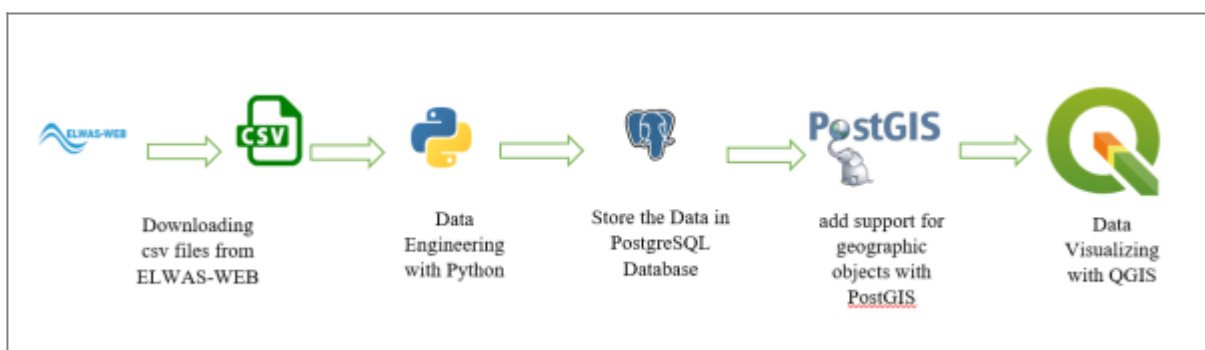 ELWAS-WEB
CSV
PostGIS
Downloading
csv files from
ELWAS-WEB
Data
Engineering
with Python
Store the Data in
PostgreSQL
Database
add support for
geographic
objects with
PostGIS
Data
Visualizing
with QGIS